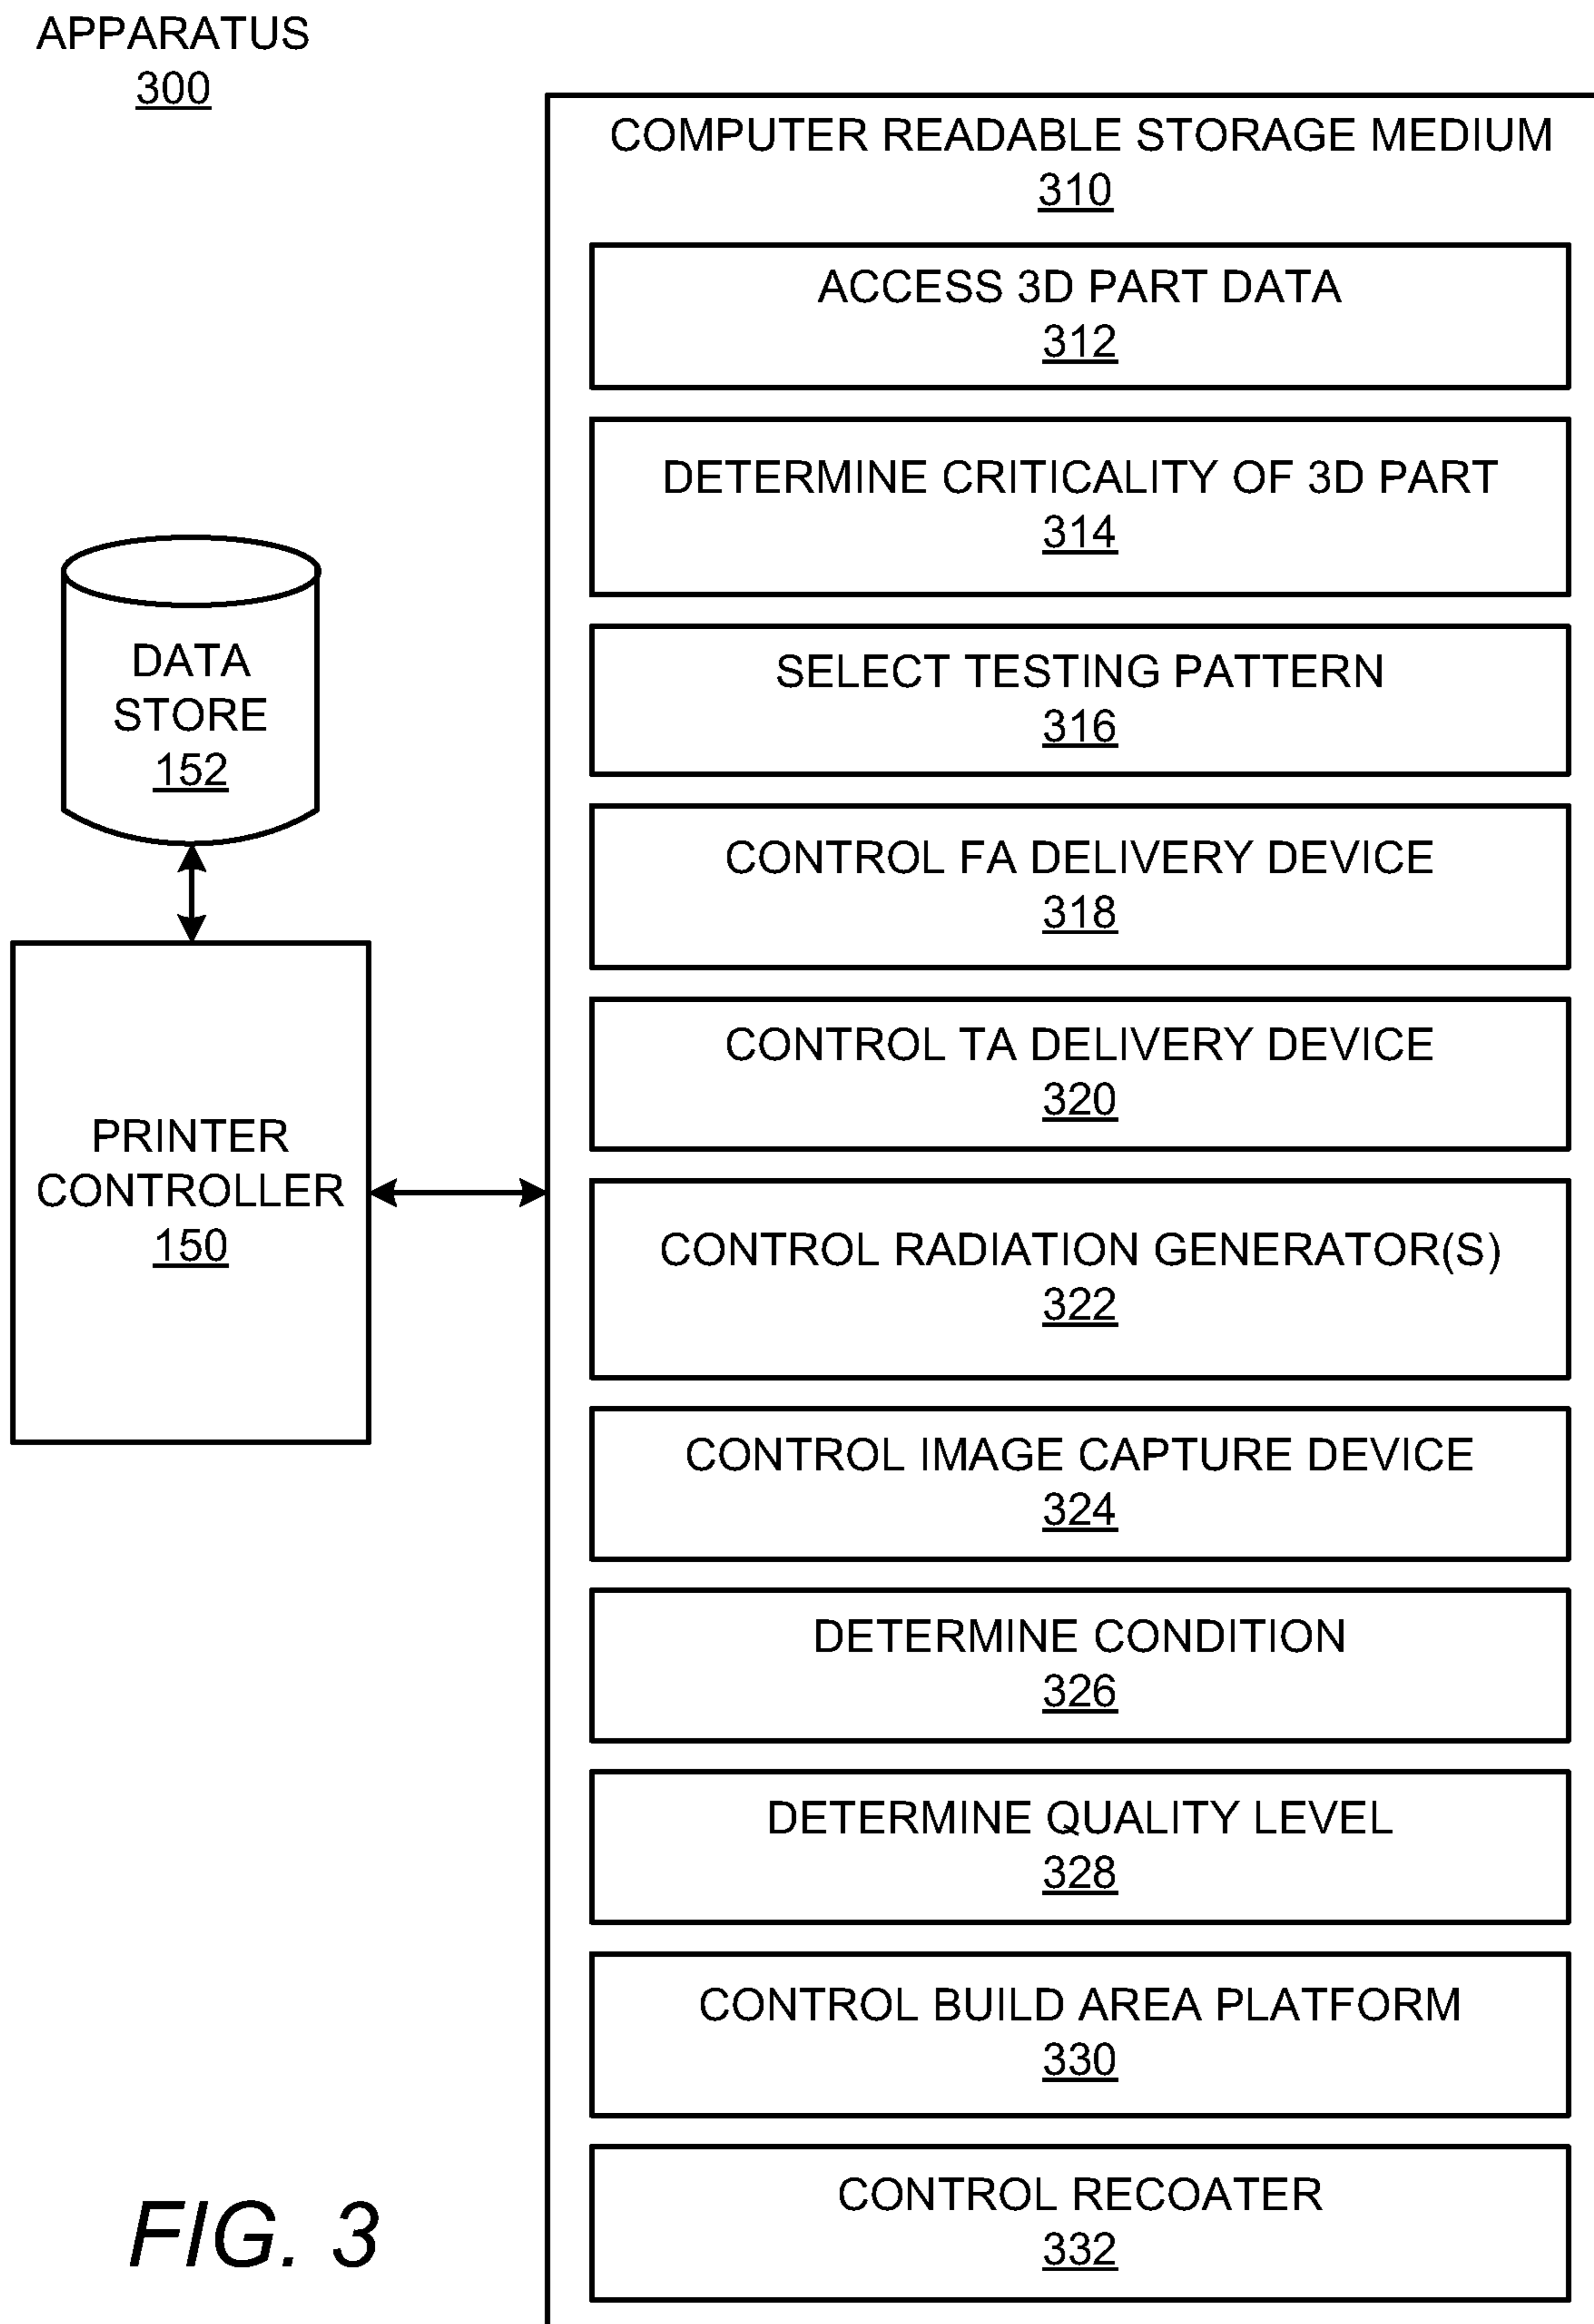 APPARATUS
300
COMPUTER READABLE STORAGE MEDIUM
310
ACCESS 3D PART DATA
312
DETERMINE CRITICALITY OF 3D PART
314
SELECT TESTING PATTERN
316
CONTROL FA DELIVERY DEVICE
318
CONTROL TA DELIVERY DEVICE
320
CONTROL RADIATION GENERATOR(S)
322
CONTROL IMAGE CAPTURE DEVICE
324
DETERMINE CONDITION
326
DETERMINE QUALITY LEVEL
328
CONTROL BUILD AREA PLATFORM
330
CONTROL RECOATER
332
DATA
STORE
152
PRINTER
CONTROLLER
150
FIG. 3